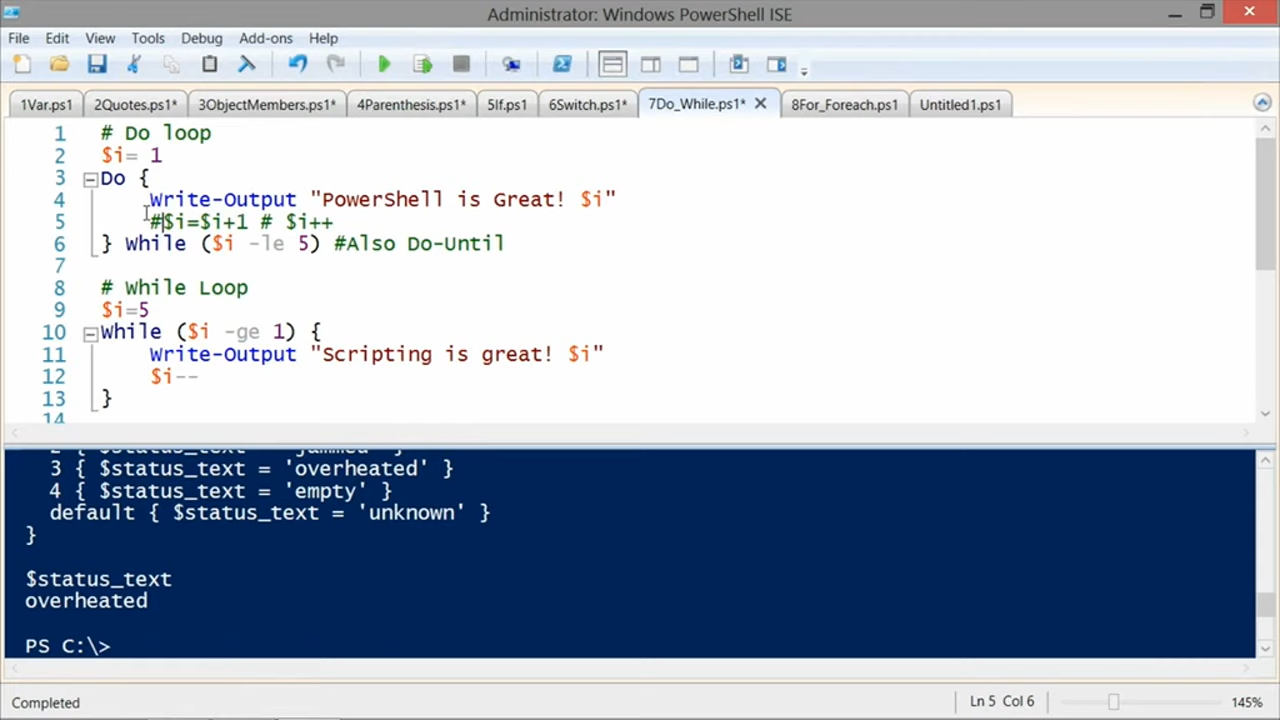 Administrator: Windows PowerShell ISE
File Edit View Tools Debug Add-ons Help
1Var.ps1 2Quotes.ps1* 3ObjectMembers.ps1* 4Parenthesis.ps1* 5If.ps1 6Switch.ps1* 7Do_While.ps1* 8For_Foreach.ps1 Untitled1.ps1
1 # Do loop
2 $i= 1
3 Do {
4 Write-Output "PowerShell is Great! $i"
5 #$i=$i+1 # $i++
6 } While ($i -le 5) #Also Do-Until
7
8 # While Loop
9 $i=5
10 While ($i -ge 1) {
11 Write-Output "Scripting is great! $i"
12 $i--
13 }
14
2 { $status_text = 'jammed' }
3 { $status_text = 'overheated' }
4 { $status_text = 'empty' }
default { $status_text = 'unknown' }
}
$status_text
overheated
PS C:\>
Completed Ln 5 Col 6 145%